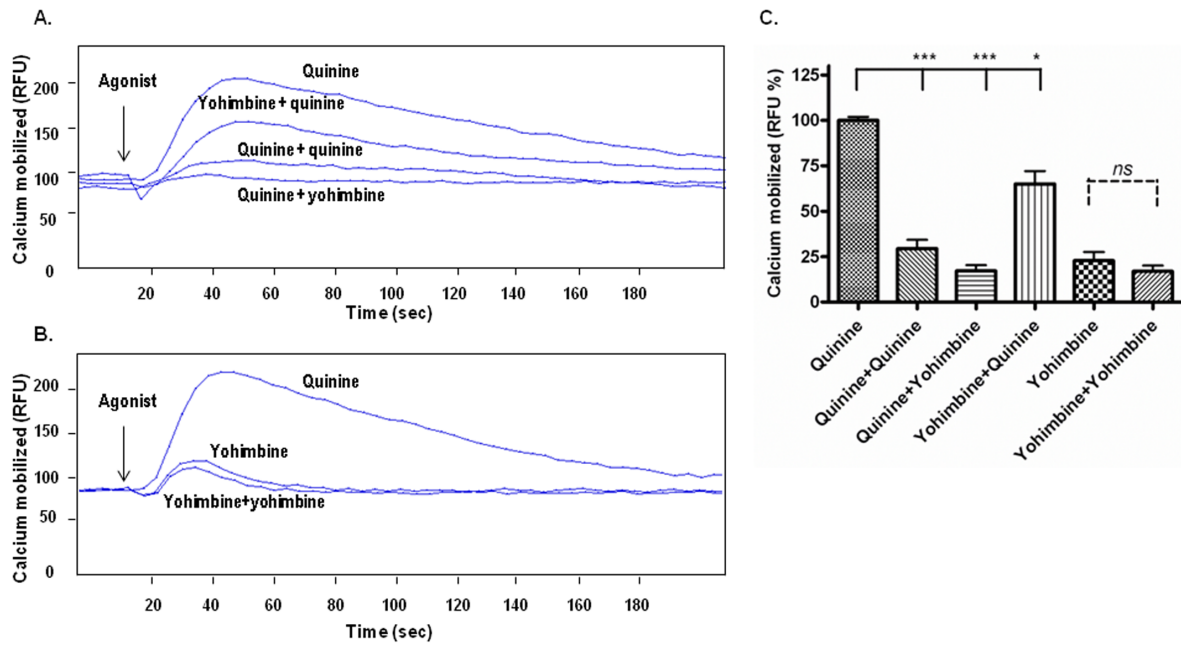 A.
Calcium mobilized (RFU)
200
150
100
50
0
Agonist
Quinine
Yohimbine + quinine
Quinine + quinine
Quinine + yohimbine
20 40 60 80 100 120 140 160 180
Time (sec)
B.
Calcium mobilized (RFU)
200
150
100
50
0
Agonist
Quinine
Yohimbine
Yohimbine+yohimbine
20 40 60 80 100 120 140 160 180
Time (sec)
C.
Calcium mobilized (RFU %)
125
100
75
50
25
0
*** *** *
ns
Quinine
Quinine+Quinine
Quinine+Yohimbine
Yohimbine+Quinine
Yohimbine
Yohimbine+Yohimbine